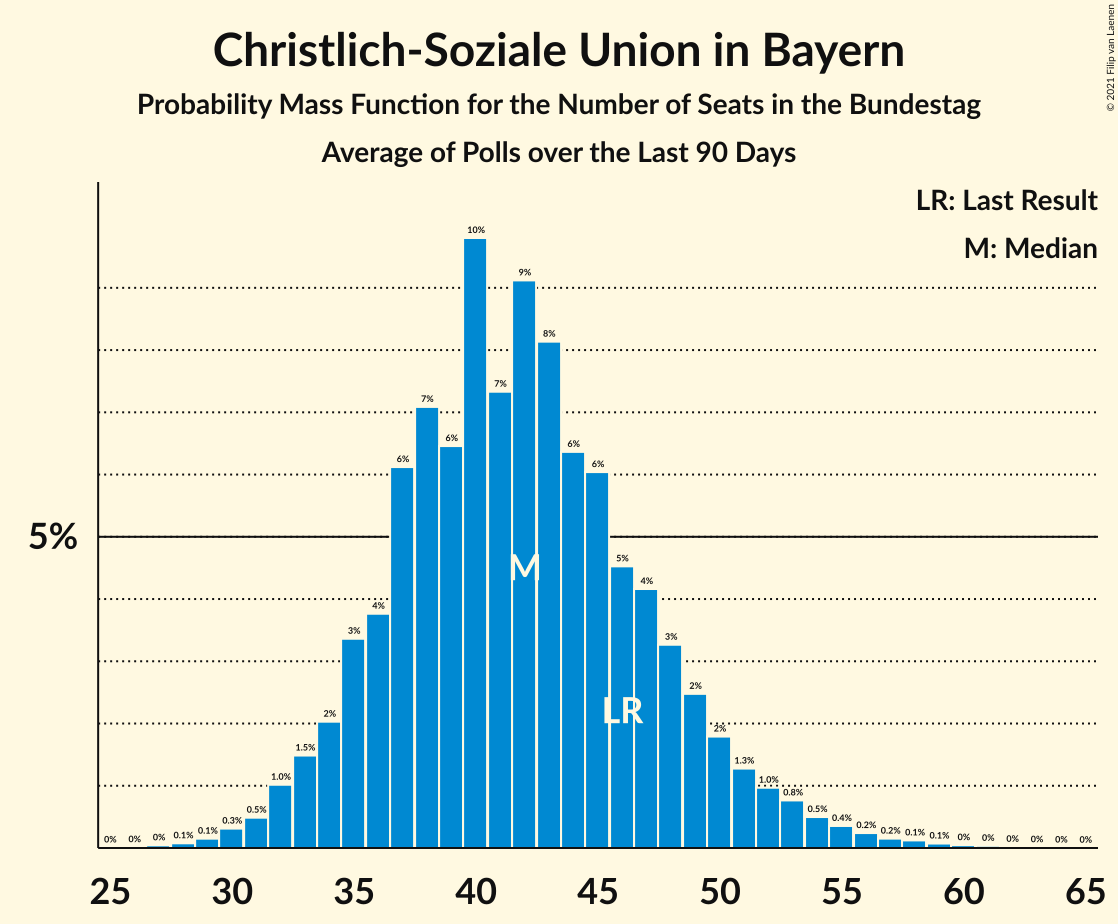 Christlich-Soziale Union in Bayern
Probability Mass Function for the Number of Seats in the Bundestag
Average of Polls over the Last 90 Days
© 2021 Filip van Laenen
LR: Last Result
M: Median
5%
0% 0% 0% 0.1% 0.1% 0.3% 0.5% 1.0% 1.5% 2% 3% 4% 6% 7% 6% 10% 7% 9% 8% 6% 6% 5% 4% 3% 2% 2% 1.3% 1.0% 0.8% 0.5% 0.4% 0.2% 0.2% 0.1% 0.1% 0% 0% 0% 0% 0% 0%
M
LR
25 30 35 40 45 50 55 60 65